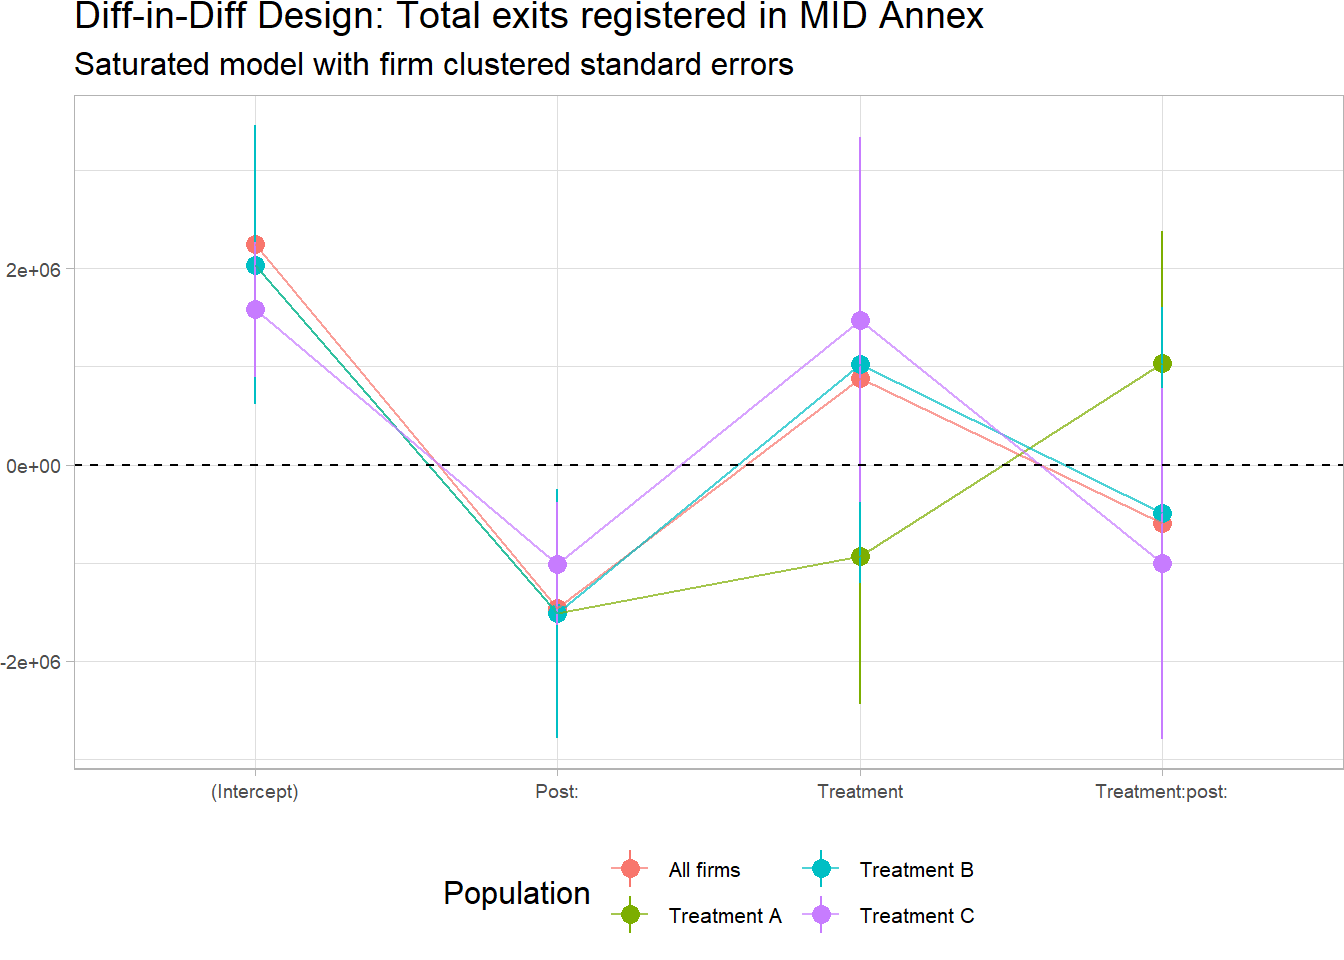 Diff-in-Diff Design: Total exits registered in MID Annex
Saturated model with firm clustered standard errors
2e+06
0e+00
-2e+06
(Intercept)
Post:
Treatment
Treatment:post:
Population
All firms
Treatment A
Treatment B
Treatment C